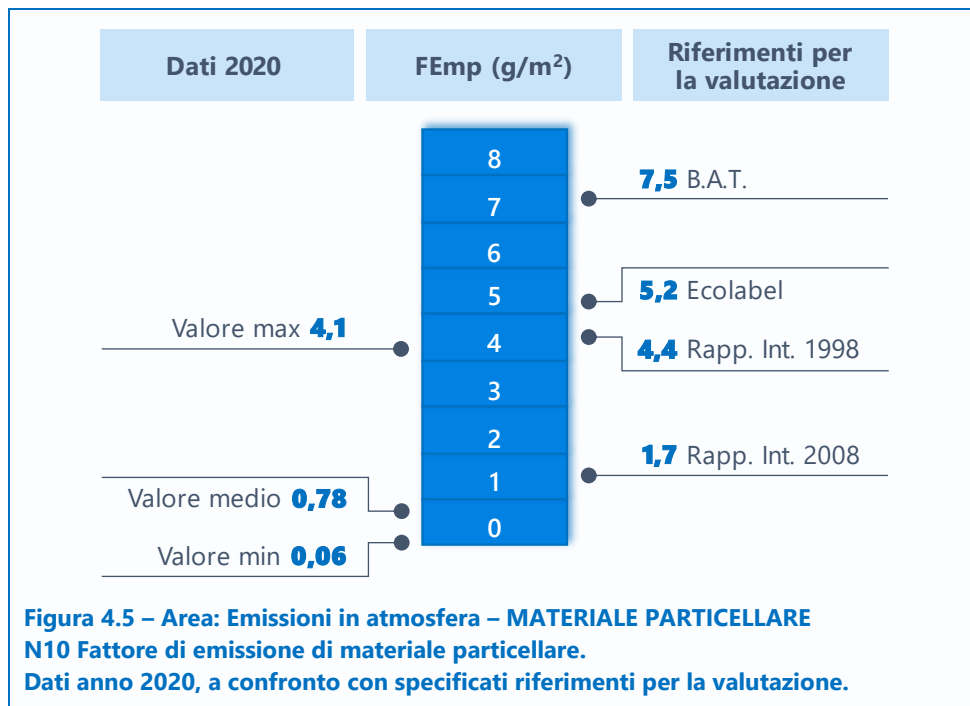 Dati 2020
FEmp (g/m²)
Riferimenti per
la valutazione
8
7,5 B.A.T.
7
6
5
5,2 Ecolabel
Valore max 4,1
4
4,4 Rapp. Int. 1998
3
2
1,7 Rapp. Int. 2008
1
Valore medio 0,78
0
Valore min 0,06
Figura 4.5 – Area: Emissioni in atmosfera – MATERIALE PARTICELLARE
N10 Fattore di emissione di materiale particellare.
Dati anno 2020, a confronto con specificati riferimenti per la valutazione.